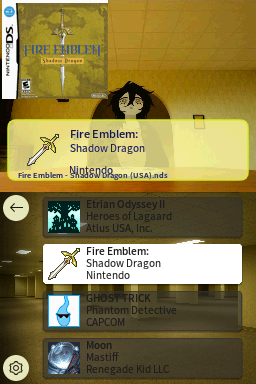 NINTENDO DS
FIRE EMBLEM
Shadow Dragon
Fire Emblem:
Shadow Dragon
Nintendo
Fire Emblem - Shadow Dragon (USA).nds
Etrian Odyssey II
Heroes of Lagaard
Atlus USA, Inc.
Fire Emblem:
Shadow Dragon
Nintendo
GHOST TRICK
Phantom Detective
CAPCOM
Moon
Mastiff
Renegade Kid LLC